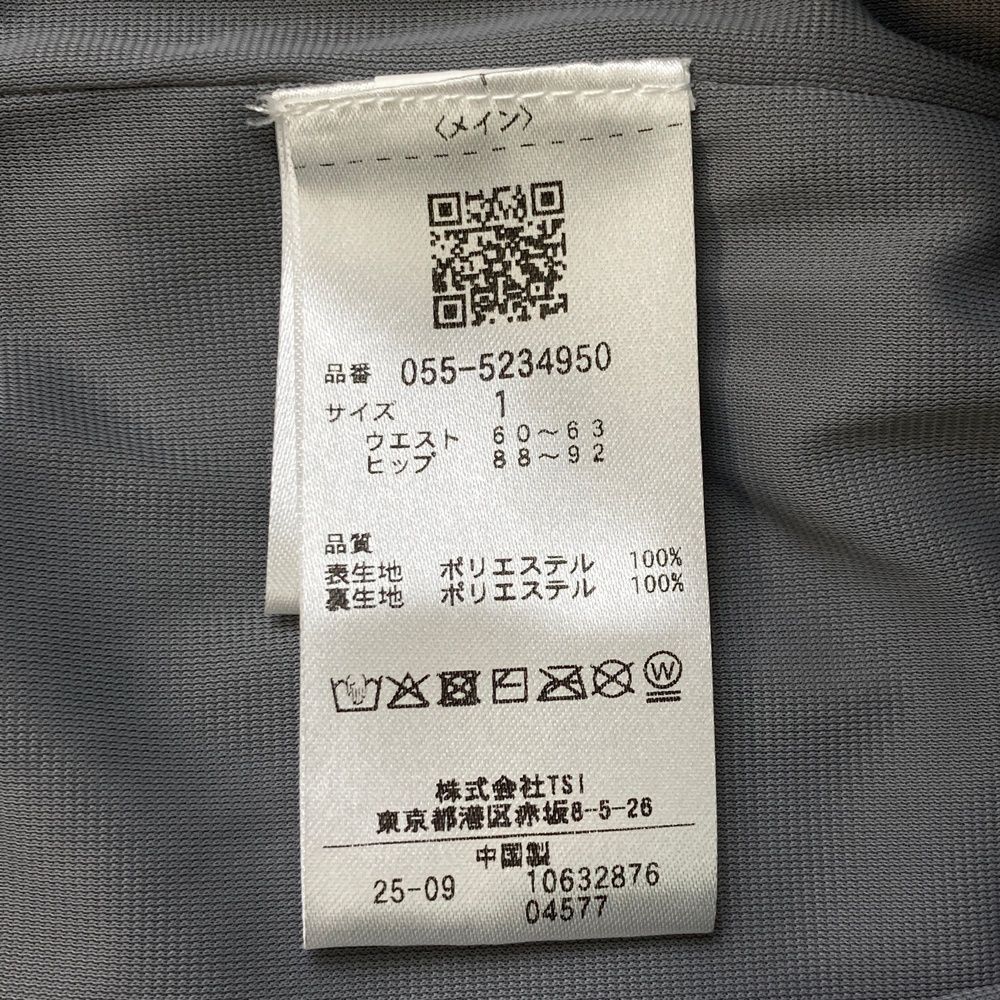 〈メイン〉
品番 055-5234950
サイズ 1
ウエスト 60～63
ヒップ 88～92
品質
表生地 ポリエステル 100%
裏生地 ポリエステル 100%
W
株式会社TSI
東京都港区赤坂8-5-26
中国製
25-09 10632876
04577